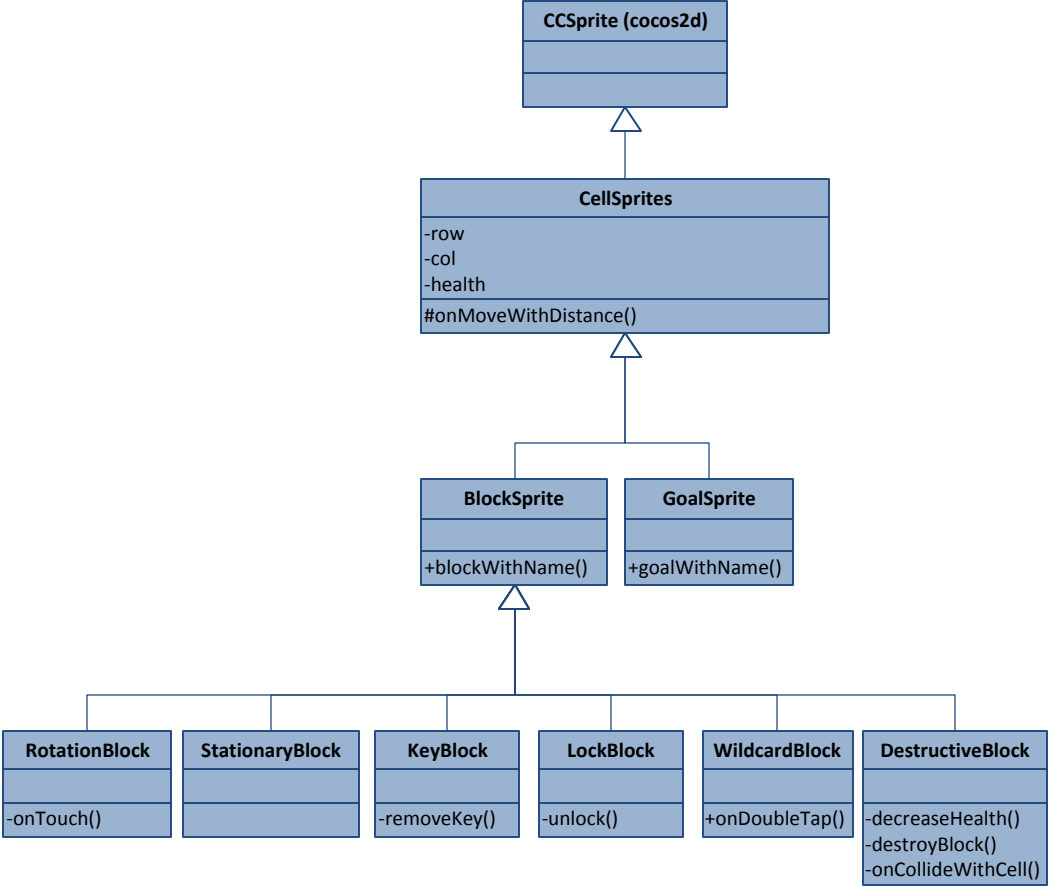 CCSprite (cocos2d)
CellSprites
-row
-col
-health
#onMoveWithDistance()
BlockSprite
+blockWithName()
GoalSprite
+goalWithName()
RotationBlock
-onTouch()
StationaryBlock
KeyBlock
-removeKey()
LockBlock
-unlock()
WildcardBlock
+onDoubleTap()
DestructiveBlock
-decreaseHealth()
-destroyBlock()
-onCollideWithCell()